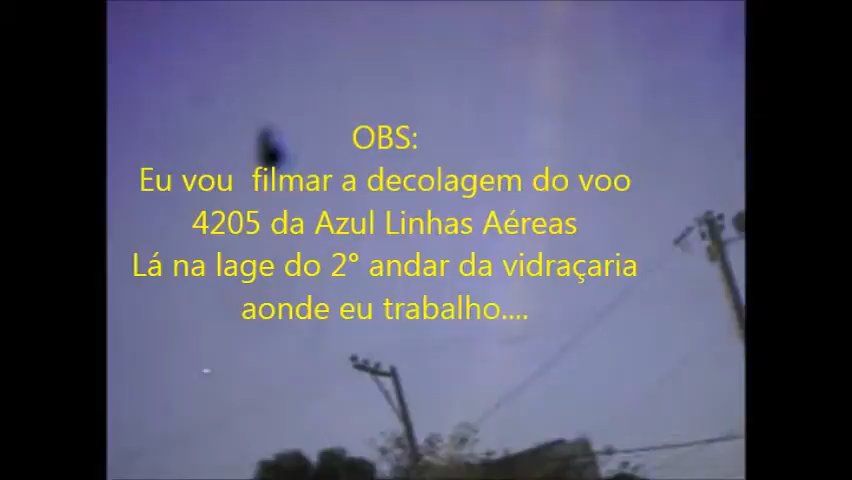 OBS:
Eu vou filmar a decolagem do voo
4205 da Azul Linhas Aéreas
Lá na lage do 2° andar da vidraçaria
aonde eu trabalho....